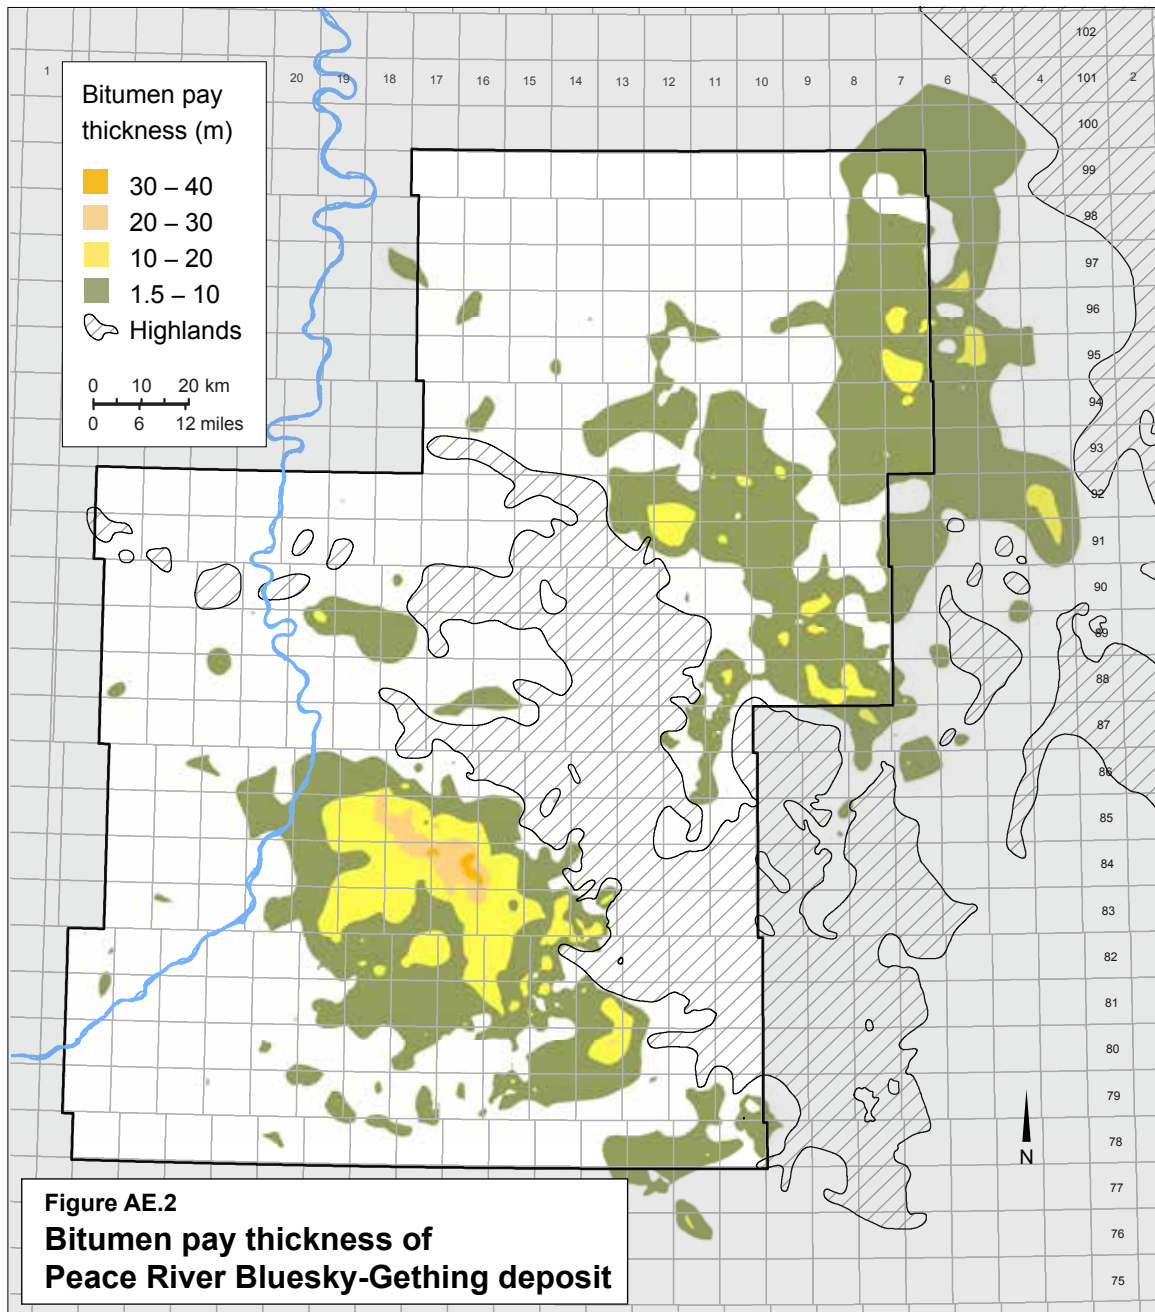 102
1 20 19 18 17 16 15 14 13 12 11 10 9 8 7 6 5 4 101 2
Bitumen pay
thickness (m)
30 – 40
20 – 30
10 – 20
1.5 – 10
Highlands
0 10 20 km
0 6 12 miles
100
99
98
97
96
95
94
93
92
91
90
89
88
87
86
85
84
83
82
81
80
79
78
77
76
75
N
Figure AE.2
Bitumen pay thickness of
Peace River Bluesky-Gething deposit